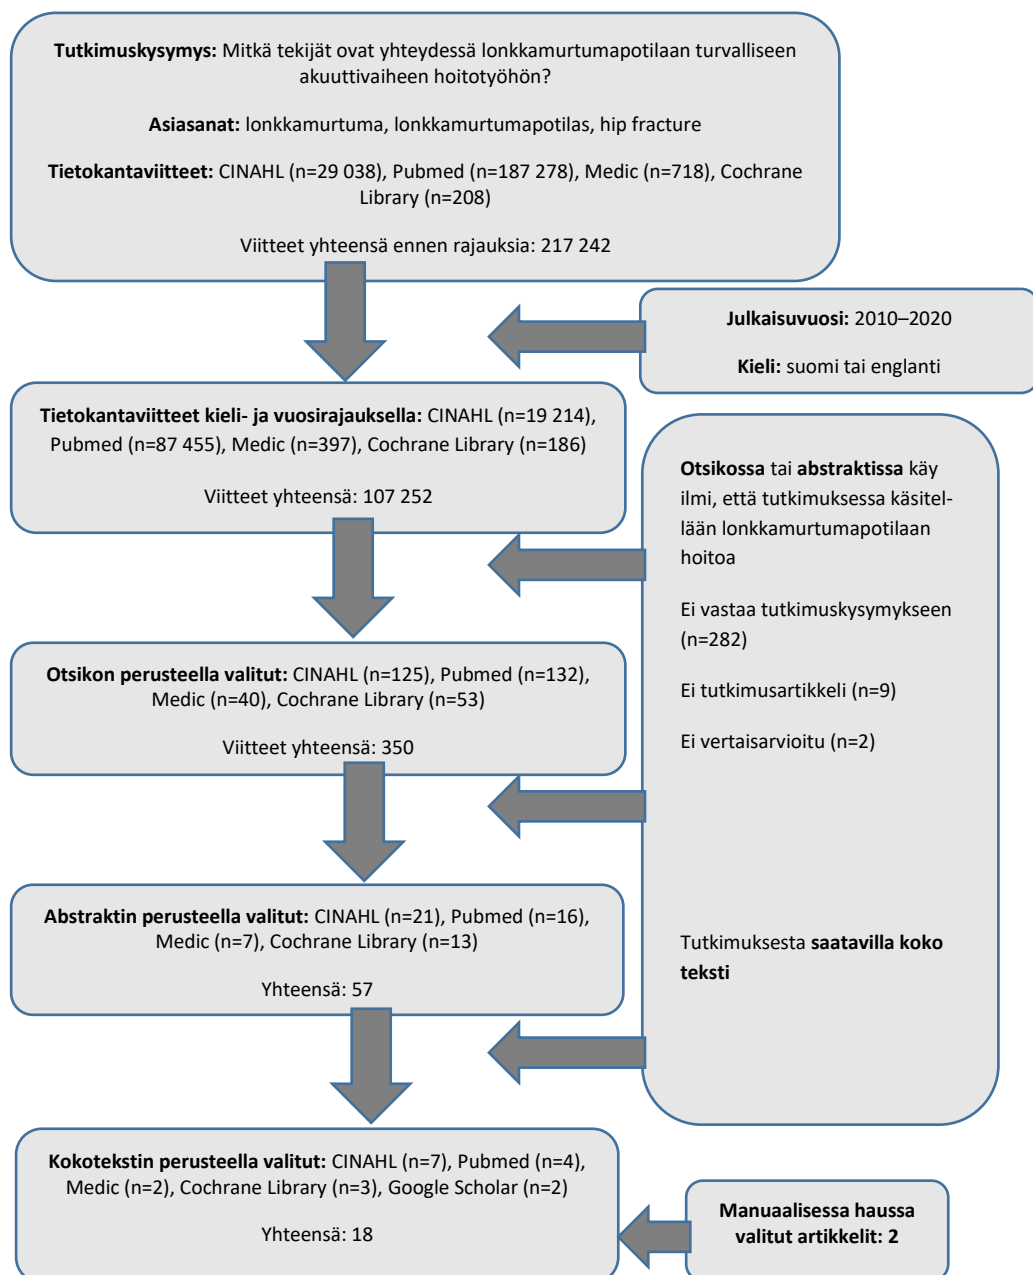 Tutkimuskysymys: Mitkä tekijät ovat yhteydessä lonkkamurtumapotilaan turvalliseen
akuuttivaiheen hoitotyöhön?
Asiasanat: lonkkamurtuma, lonkkamurtumapotilas, hip fracture
Tietokantaviitteet: CINAHL (n=29 038), Pubmed (n=187 278), Medic (n=718), Cochrane
Library (n=208)
Viitteet yhteensä ennen rajauksia: 217 242
Julkaisuvuosi: 2010–2020
Kieli: suomi tai englanti
Tietokantaviitteet kieli- ja vuosirajauksella: CINAHL (n=19 214),
Pubmed (n=87 455), Medic (n=397), Cochrane Library (n=186)
Viitteet yhteensä: 107 252
Otsikossa tai abstraktissa käy
ilmi, että tutkimuksessa käsitel-
lään lonkkamurtumapotilaan
hoitoa
Ei vastaa tutkimuskysymykseen
(n=282)
Ei tutkimusartikkeli (n=9)
Ei vertaisarvioitu (n=2)
Tutkimuksesta saatavilla koko
teksti
Otsikon perusteella valitut: CINAHL (n=125), Pubmed (n=132),
Medic (n=40), Cochrane Library (n=53)
Viitteet yhteensä: 350
Abstraktin perusteella valitut: CINAHL (n=21), Pubmed (n=16),
Medic (n=7), Cochrane Library (n=13)
Yhteensä: 57
Kokotekstin perusteella valitut: CINAHL (n=7), Pubmed (n=4),
Medic (n=2), Cochrane Library (n=3), Google Scholar (n=2)
Yhteensä: 18
Manuaalisessa haussa
valitut artikkelit: 2